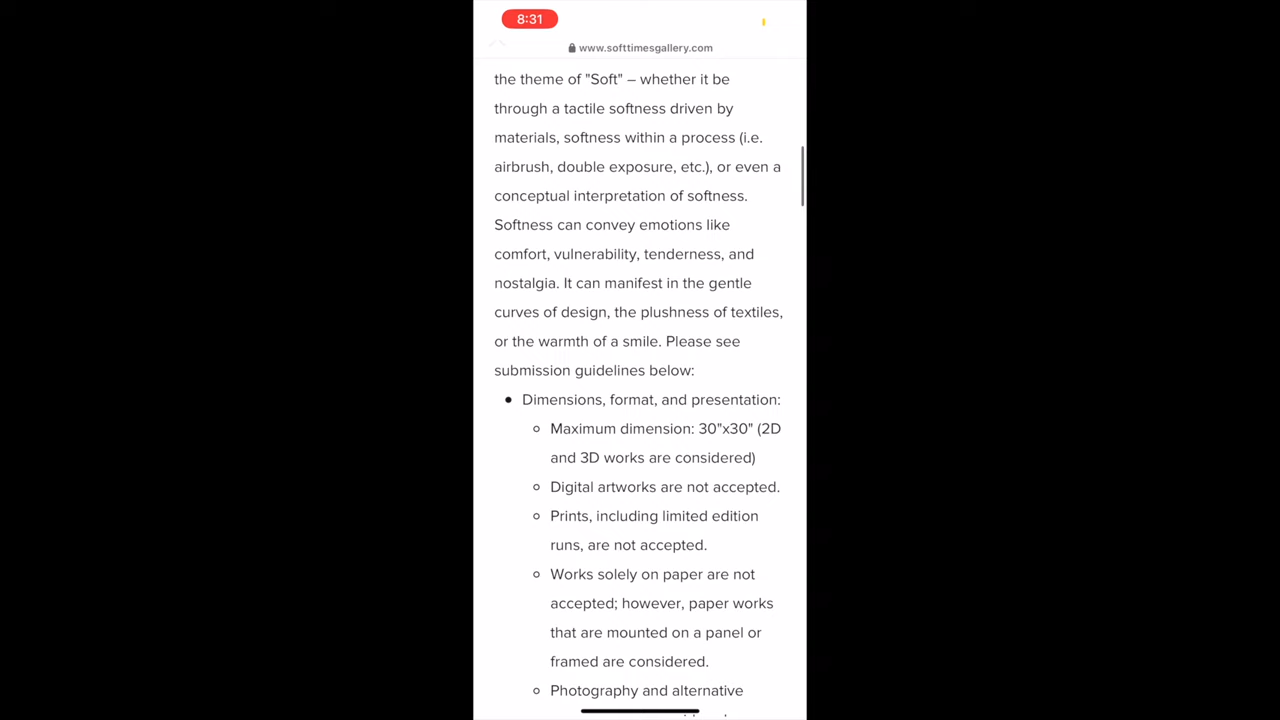 8:31
www.softtimesgallery.com
the theme of "Soft" – whether it be
through a tactile softness driven by
materials, softness within a process (i.e.
airbrush, double exposure, etc.), or even a
conceptual interpretation of softness.
Softness can convey emotions like
comfort, vulnerability, tenderness, and
nostalgia. It can manifest in the gentle
curves of design, the plushness of textiles,
or the warmth of a smile. Please see
submission guidelines below:
Dimensions, format, and presentation:
Maximum dimension: 30"x30" (2D
and 3D works are considered)
Digital artworks are not accepted.
Prints, including limited edition
runs, are not accepted.
Works solely on paper are not
accepted; however, paper works
that are mounted on a panel or
framed are considered.
Photography and alternative